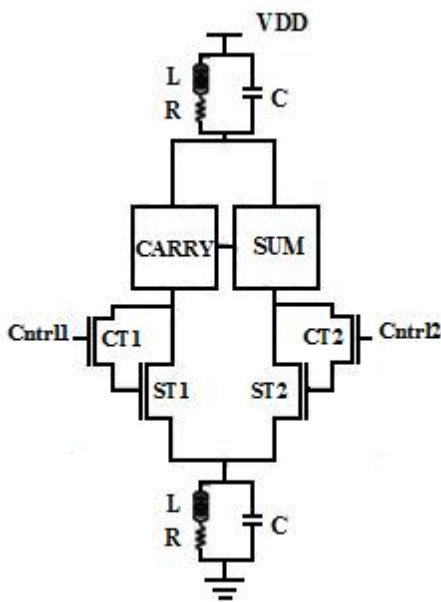 VDD
L
R
C
CARRY
SUM
Cntrl1
CT1
CT2
Cntrl2
ST1
ST2
L
R
C